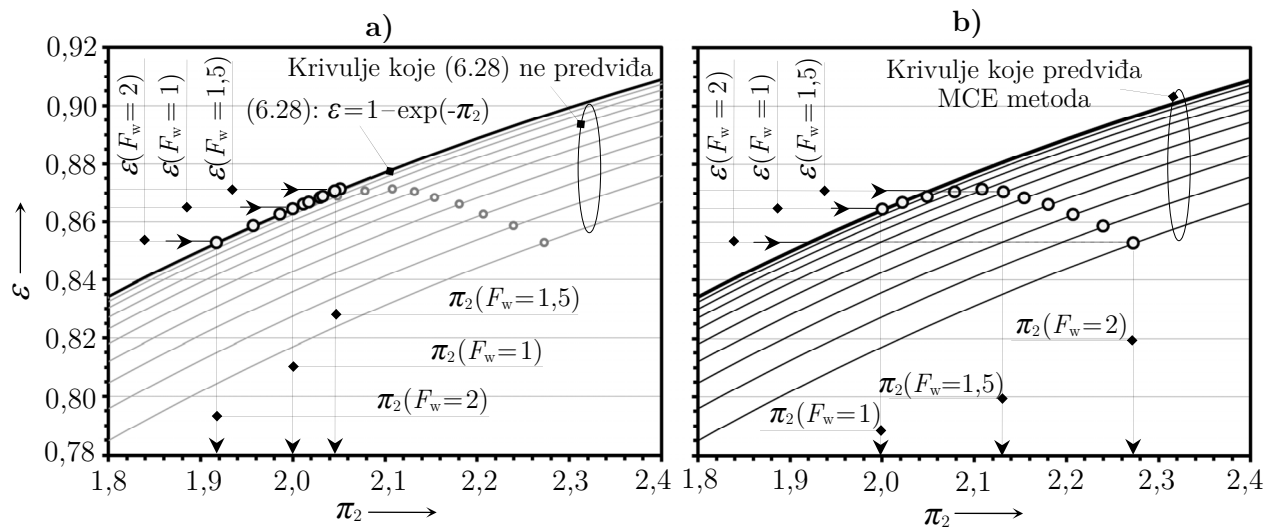 a)
0,92
0,90
0,88
0,86
0,84
0,82
0,80
0,78
ε
ε(Fw=2)
ε(Fw=1)
ε(Fw=1,5)
Krivulje koje (6.28) ne predviđa
(6.28): ε=1−exp(-π2)
π2(Fw=1,5)
π2(Fw=1)
π2(Fw=2)
1,8
1,9
2,0
2,1
2,2
2,3
2,4
π2
b)
ε(Fw=2)
ε(Fw=1)
ε(Fw=1,5)
Krivulje koje predviđa
MCE metoda
π2(Fw=2)
π2(Fw=1,5)
π2(Fw=1)
1,8
1,9
2,0
2,1
2,2
2,3
2,4
π2